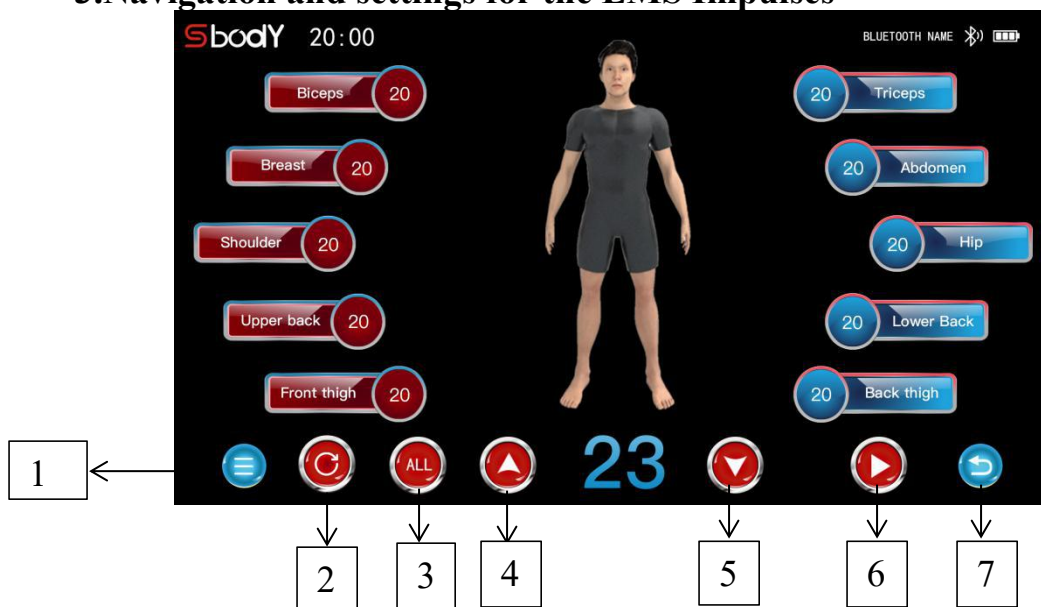 3.Navigation and settings for the EMS Impulses
SbodY 20:00 BLUETOOTH NAME
Biceps 20 20 Triceps
Breast 20 20 Abdomen
Shoulder 20 20 Hip
Upper back 20 20 Lower Back
Front thigh 20 20 Back thigh
1 ALL 23
2 3 4 5 6 7